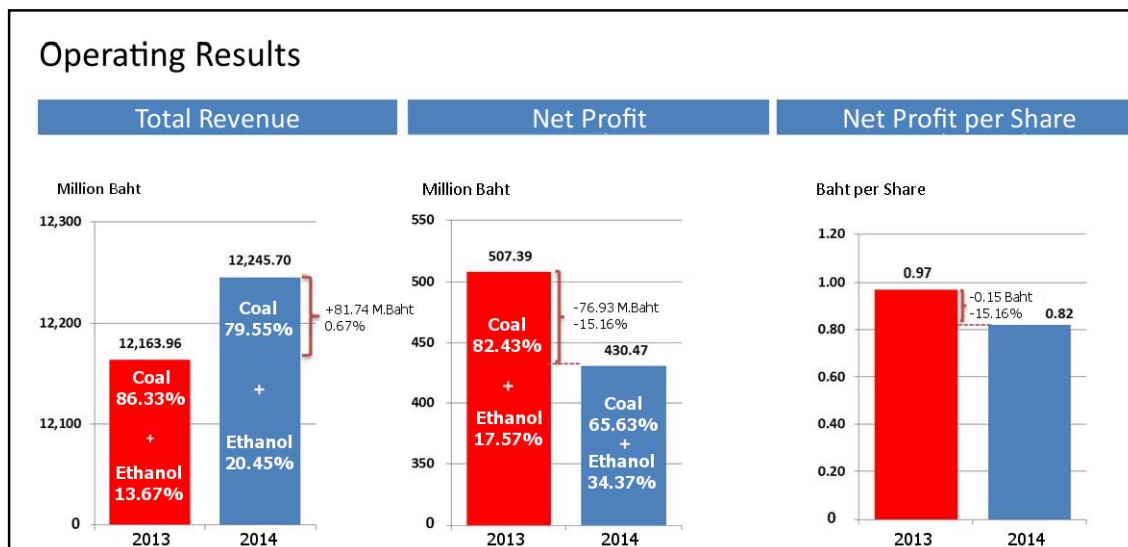 Operating Results
Total Revenue
Net Profit
Net Profit per Share
Million Baht
12,300
12,200
12,100
0
12,163.96
Coal
86.33%
+
Ethanol
13.67%
2013
12,245.70
Coal
79.55%
+
Ethanol
20.45%
2014
+81.74 M.Baht
0.67%
Million Baht
550
500
450
400
350
0
507.39
Coal
82.43%
+
Ethanol
17.57%
2013
-76.93 M.Baht
-15.16%
430.47
Coal
65.63%
+
Ethanol
34.37%
2014
Baht per Share
1.20
1.00
0.80
0.60
0.40
0.20
0
0.97
2013
-0.15 Baht
-15.16%
0.82
2014